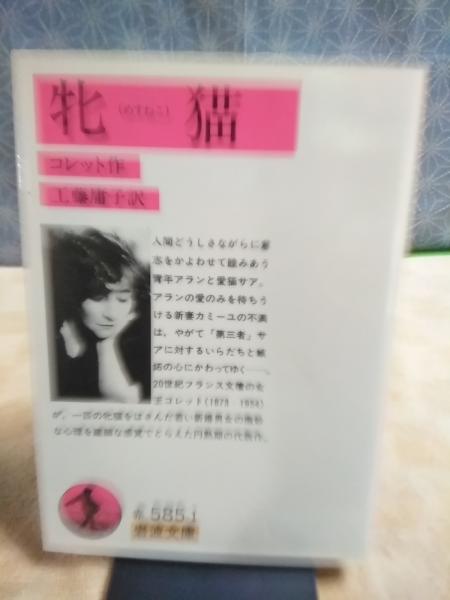 牝猫
(めすねこ)
コレット作
工藤庸子訳
人間どうしさながらに意
志をかよわせて睦みあう
青年アランと愛猫サア。
アランの愛のみを待ちう
ける新妻カミーユの不満
は、やがて「第三者」サ
アに対するいらだちと嫉
妬の心にかわってゆく――。
20世紀フランス文壇の女
王コレット(1873-1954)
が、一匹の牝猫をはさんだ若い新婚男女の微妙
な心理を繊細な感覚でとらえた円熟期の代表作。
赤585-1
岩波文庫